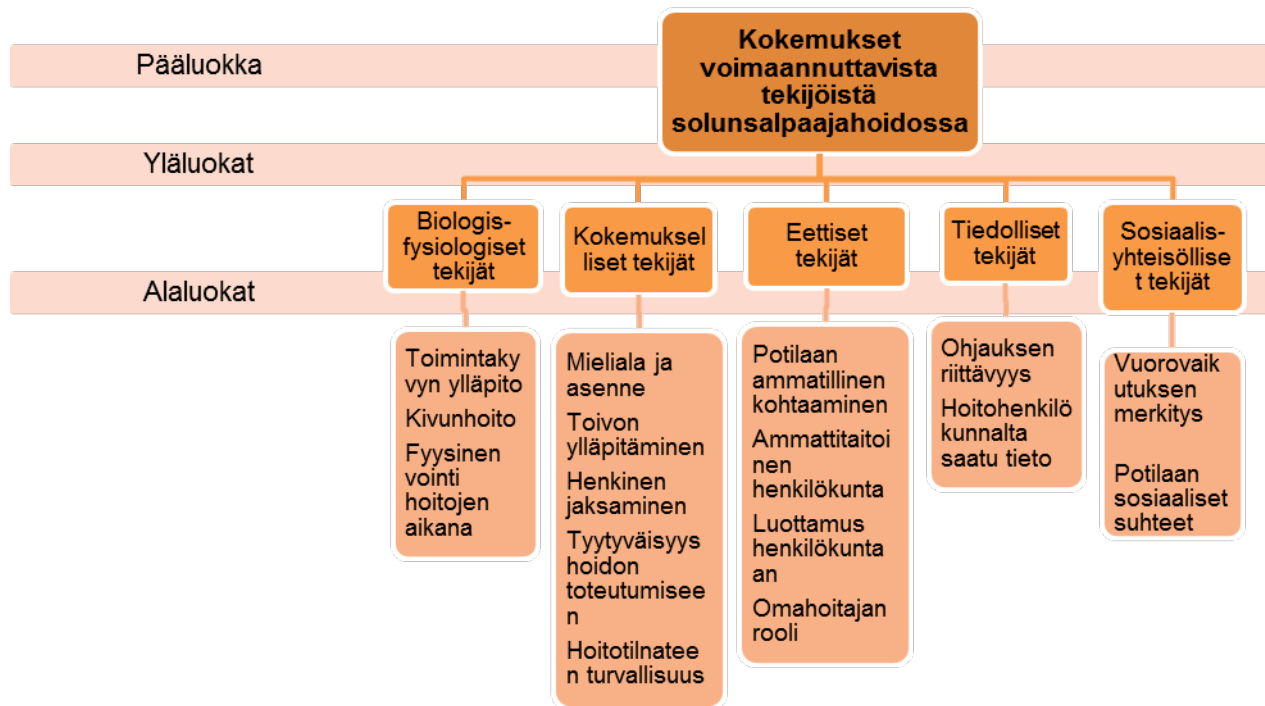 Pääluokka
Kokemukset
voimaannuttavista
tekijöistä
solunsalpaajahoidossa
Yläluokat
Biologis-
fysiologiset
tekijät
Kokemuksel
liset tekijät
Eettiset
tekijät
Tiedolliset
tekijät
Sosiaalis-
yhteisöllise
t tekijät
Alaluokat
Toimintaky
vyn ylläpito
Kivunhoito
Fyysinen
vointi
hoitojen
aikana
Mieliala ja
asenne
Toivon
ylläpitäminen
Henkinen
jaksaminen
Tyytyväisyys
hoidon
toteutumisee
n
Hoitotilnatee
n turvallisuus
Potilaan
ammatillinen
kohtaaminen
Ammattitaitoi
nen
henkilökunta
Luottamus
henkilökunta
an
Omahoitajan
rooli
Ohjauksen
riittävyys
Hoitohenkilö
kunnalta
saatu tieto
Vuorovaik
utuksen
merkitys
Potilaan
sosiaaliset
suhteet